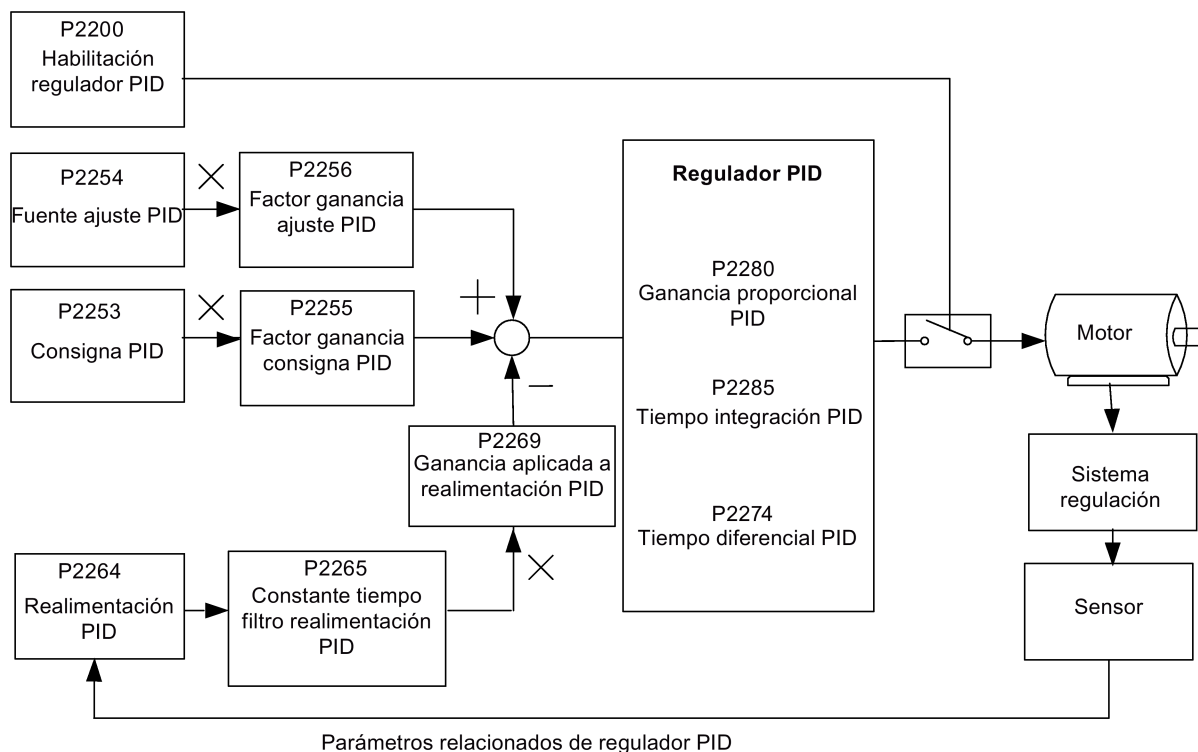 P2200
Habilitación
regulador PID
P2254
Fuente ajuste PID
P2256
Factor ganancia
ajuste PID
P2253
Consigna PID
P2255
Factor ganancia
consigna PID
+
−
P2269
Ganancia aplicada a
realimentación PID
P2264
Realimentación
PID
P2265
Constante tiempo
filtro realimentación
PID
Regulador PID
P2280
Ganancia proporcional
PID
P2285
Tiempo integración PID
P2274
Tiempo diferencial PID
Motor
Sistema
regulación
Sensor
Parámetros relacionados de regulador PID